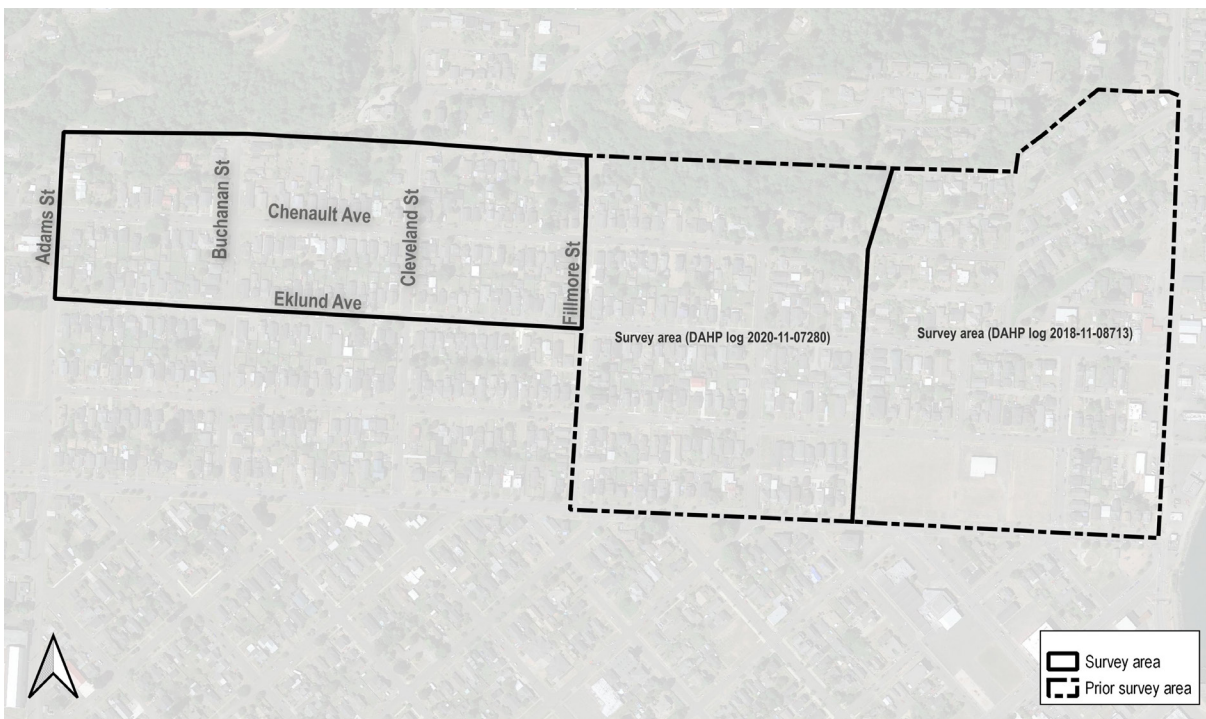 Adams St
Buchanan St
Chenault Ave
Cleveland St
Eklund Ave
Fillmore St
Survey area (DAHP log 2020-11-07280)
Survey area (DAHP log 2018-11-08713)
Survey area
Prior survey area